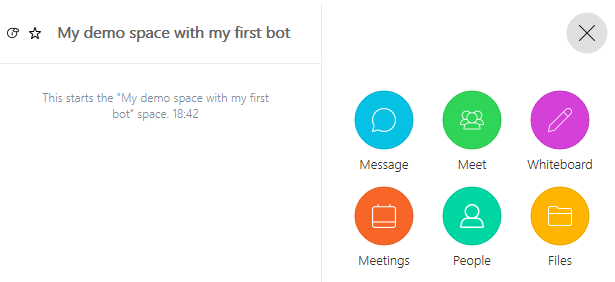 My demo space with my first bot
This starts the "My demo space with my first
bot" space. 18:42
Message
Meet
Whiteboard
Meetings
People
Files